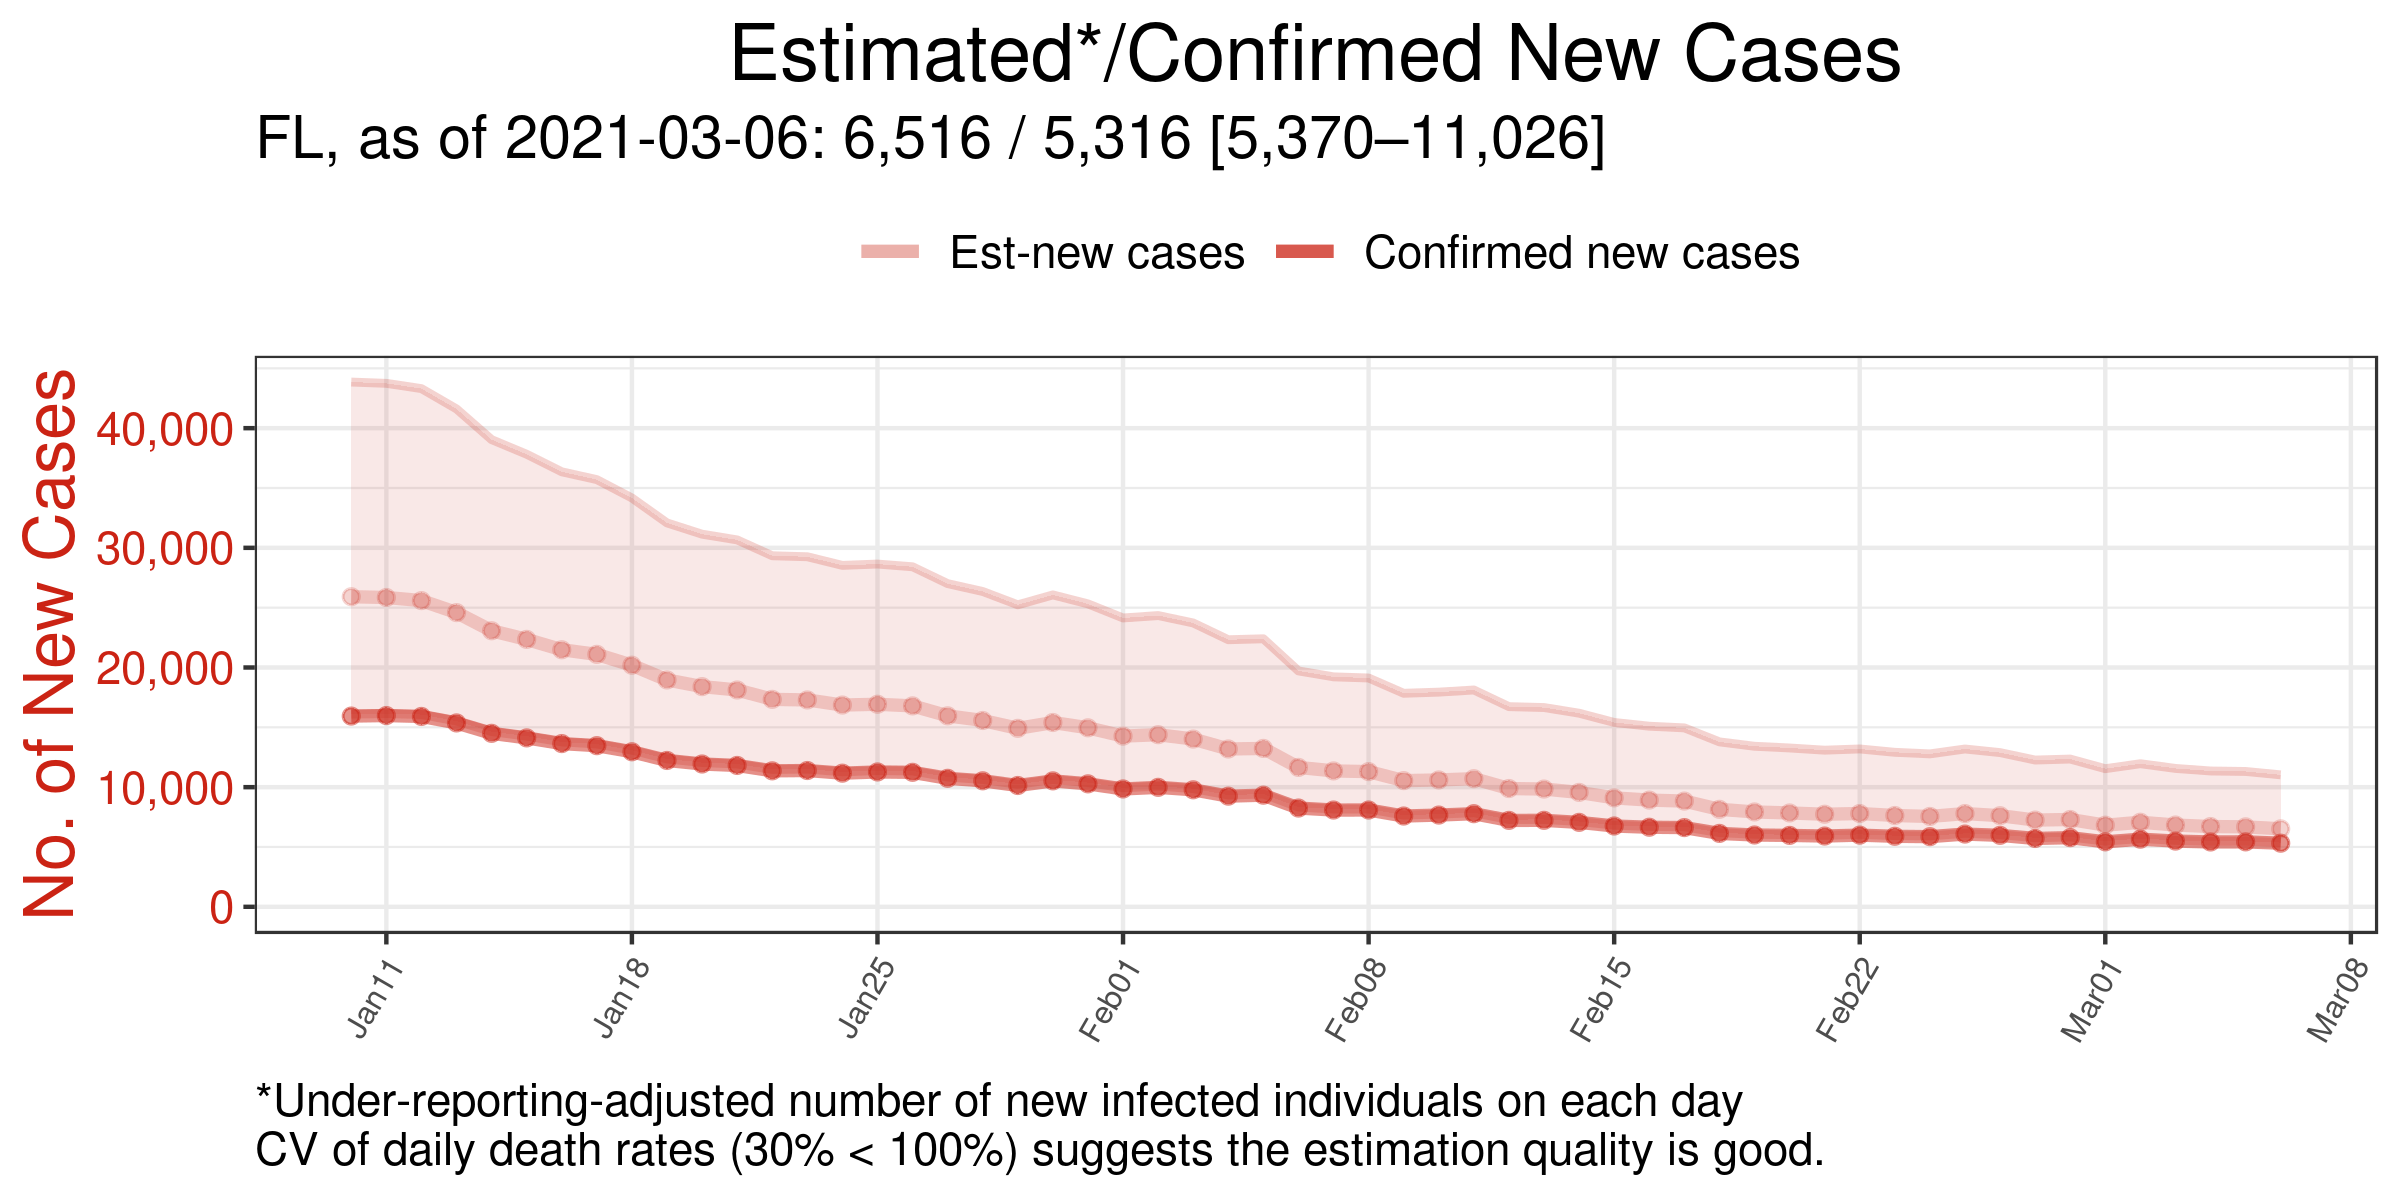 Estimated*/Confirmed New Cases
FL, as of 2021-03-06: 6,516 / 5,316 [5,370–11,026]
Est-new cases
Confirmed new cases
No. of New Cases
40,000
30,000
20,000
10,000
0
Jan11
Jan18
Jan25
Feb01
Feb08
Feb15
Feb22
Mar01
Mar08
*Under-reporting-adjusted number of new infected individuals on each day
CV of daily death rates (30% < 100%) suggests the estimation quality is good.